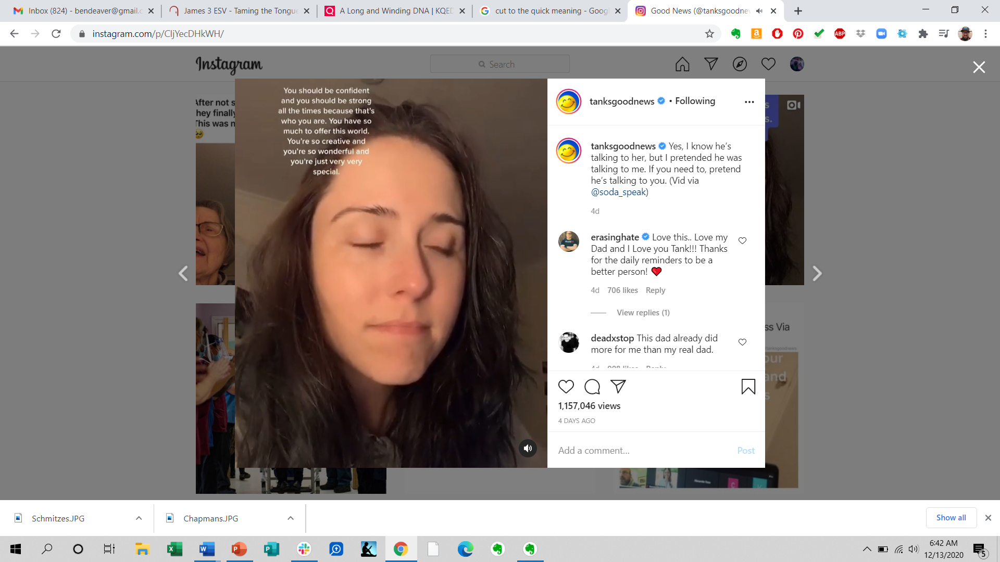 Inbox (824) - bendeaver@gmail.c
James 3 ESV - Taming the Tongue
A Long and Winding DNA | KQED
cut to the quick meaning - Goog
Good News (@tanksgoodne
instagram.com/p/CIjYecDHkWH/
ABP
Instagram
Search
After not s
hey finally
This was m
You should be confident
and you should be strong
all the times because that's
who you are. You have so
much to offer this world.
You're so creative and
you're so wonderful and
you're just very very
special.
tanksgoodnews • Following
tanksgoodnews Yes, I know he's
talking to her, but I pretended he was
talking to me. If you need to, pretend
he's talking to you. (Vid via
@soda_speak)
4d
erasinghate Love this.. Love my
Dad and I Love you Tank!!! Thanks
for the daily reminders to be a
better person! ❤️
4d 706 likes Reply
View replies (1)
deadxstop This dad already did
more for me than my real dad.
1,157,046 views
4 DAYS AGO
Add a comment...
Post
s
s.
ss Via
tanksgoodnews
our
and
s
Schmitzes.JPG
Chapmans.JPG
Show all
6:42 AM
12/13/2020
5